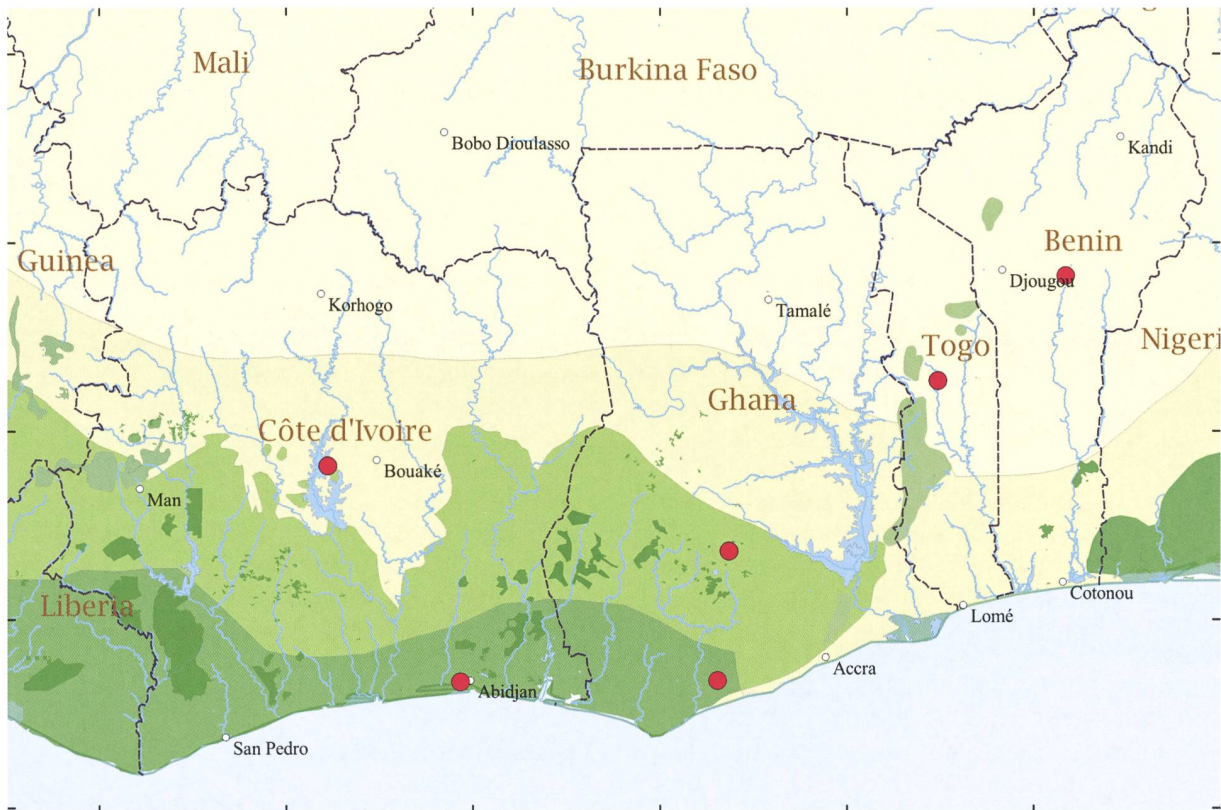 Mali
Burkina Faso
Bobo Dioulasso
Kandi
Guinea
Benin
Djougou
Korhogo
Tamalé
Togo
Nigeri
Ghana
Côte d'Ivoire
Bouaké
Man
Liberia
Cotonou
Lomé
Accra
Abidjan
San Pedro